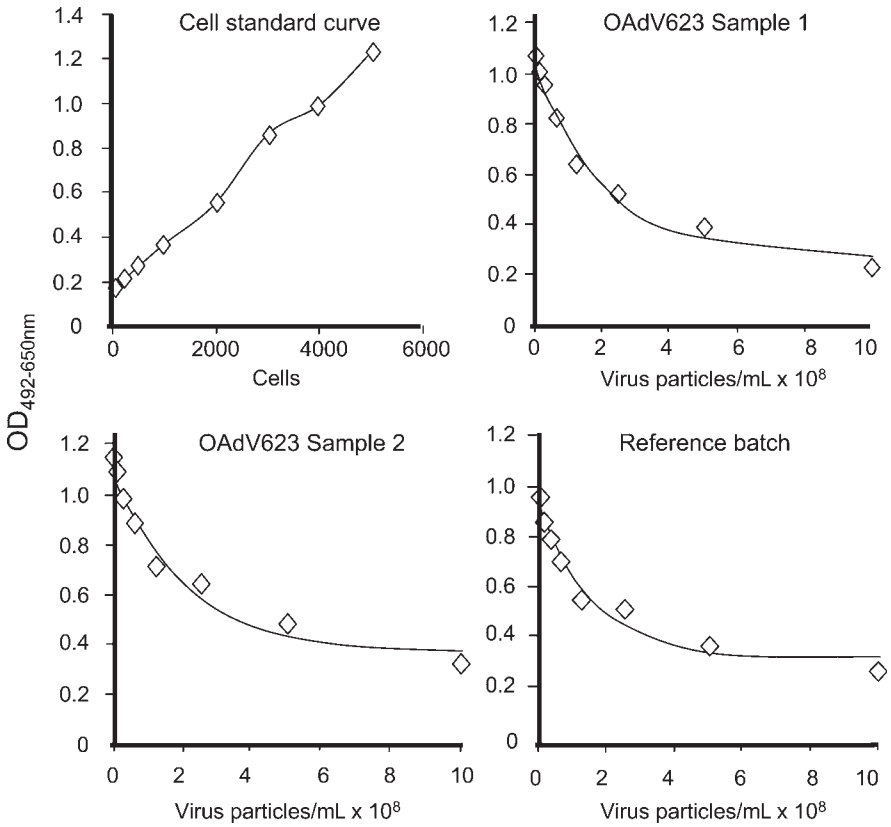 OD492-650nm
Cell standard curve
1.4
1.2
1.0
0.8
0.6
0.4
0.2
0
0 2000 4000 6000
Cells
OAdV623 Sample 1
1.2
1.0
0.8
0.6
0.4
0.2
0
0 2 4 6 8 10
Virus particles/mL x 10⁸
OAdV623 Sample 2
1.2
1.0
0.8
0.6
0.4
0.2
0
0 2 4 6 8 10
Virus particles/mL x 10⁸
Reference batch
1.2
1.0
0.8
0.6
0.4
0.2
0
0 2 4 6 8 10
Virus particles/mL x 10⁸